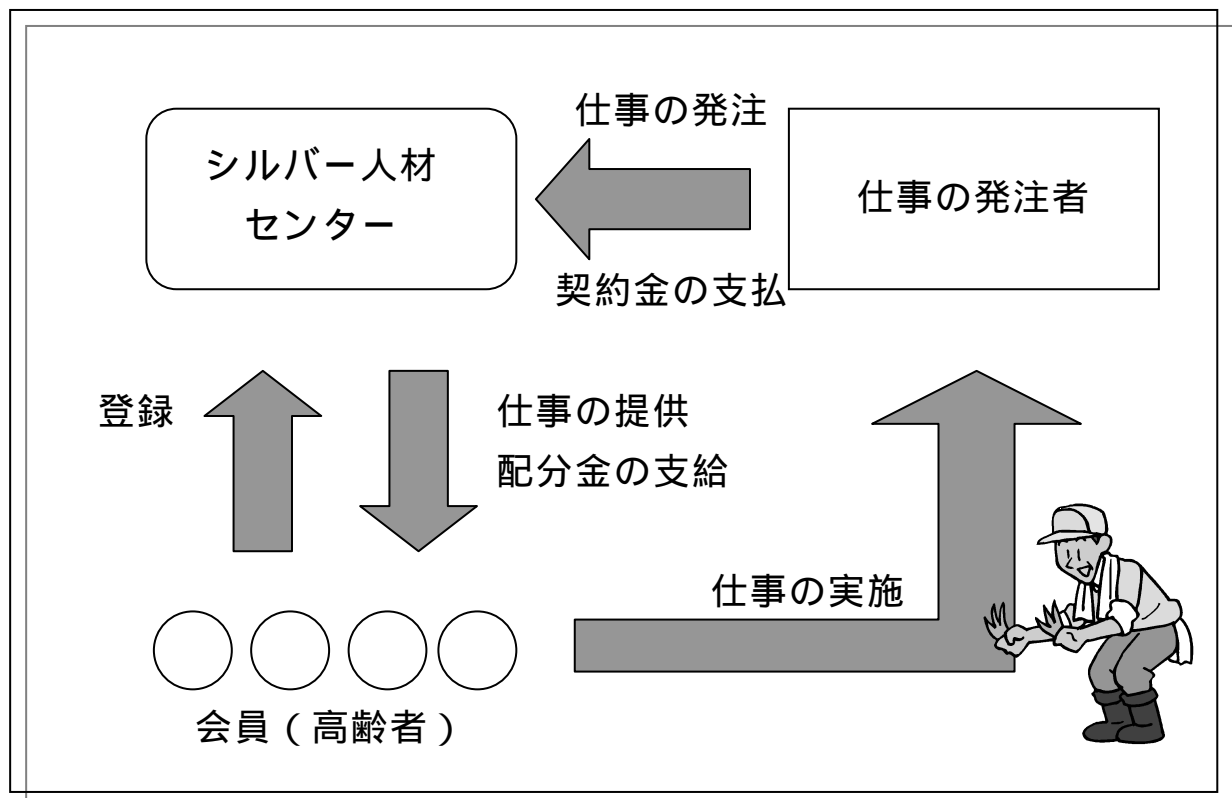 仕事の発注
シルバー人材
センター
仕事の発注者
契約金の支払
登録
仕事の提供
配分金の支給
仕事の実施
会員（高齢者）